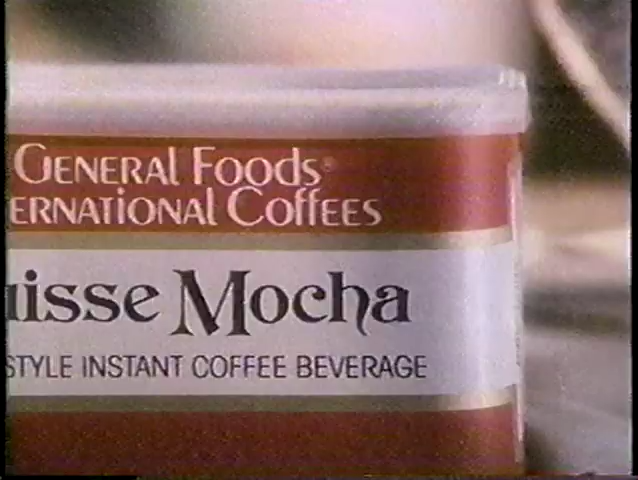 GENERAL FOODS®
ERNATIONAL COFFEES
uisse Mocha
STYLE INSTANT COFFEE BEVERAGE